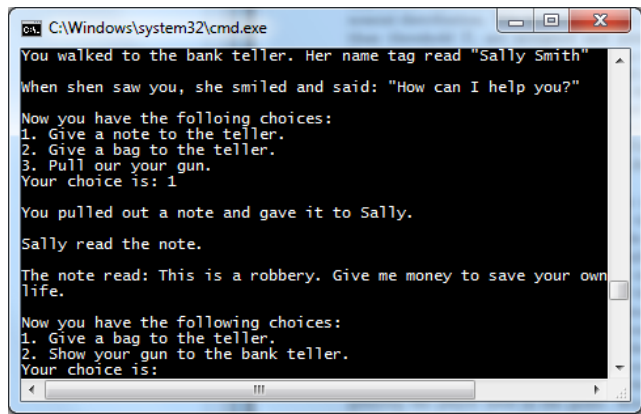 C:\Windows\system32\cmd.exe
You walked to the bank teller. Her name tag read "Sally Smith"
When shen saw you, she smiled and said: "How can I help you?"
Now you have the folloing choices:
1. Give a note to the teller.
2. Give a bag to the teller.
3. Pull our your gun.
Your choice is: 1
You pulled out a note and gave it to Sally.
Sally read the note.
The note read: This is a robbery. Give me money to save your own
life.
Now you have the following choices:
1. Give a bag to the teller.
2. Show your gun to the bank teller.
Your choice is: